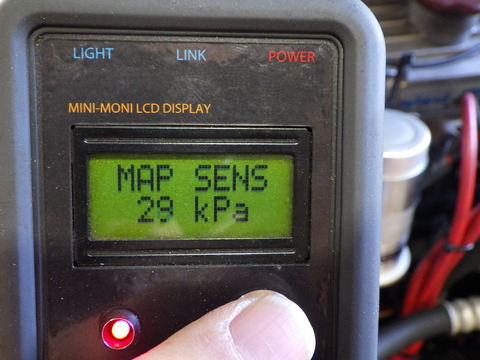 LIGHT LINK POWER
MINI-MONI LCD DISPLAY
MAP SENS
29 kPa